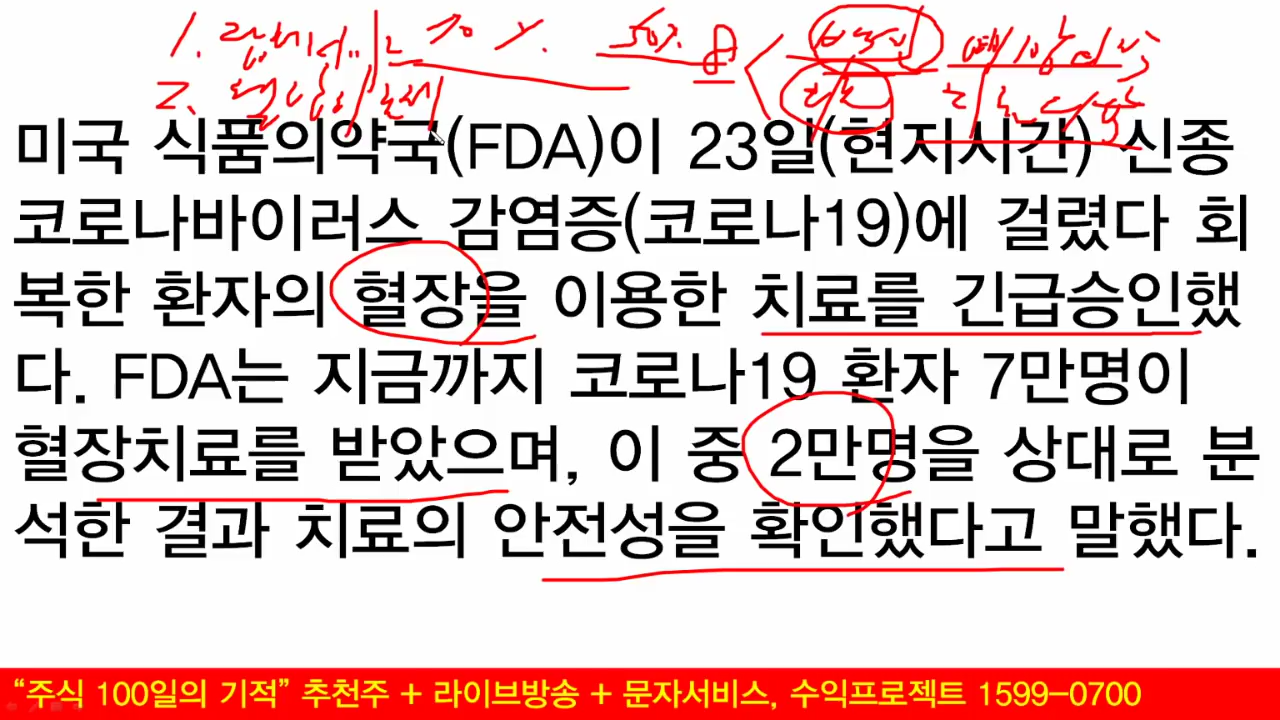 1. 70%. 50%
2.
미국 식품의약국(FDA)이 23일(현지시간) 신종
코로나바이러스 감염증(코로나19)에 걸렸다 회
복한 환자의 혈장을 이용한 치료를 긴급승인했
다. FDA는 지금까지 코로나19 환자 7만명이
혈장치료를 받았으며, 이 중 2만명을 상대로 분
석한 결과 치료의 안전성을 확인했다고 말했다.
“주식 100일의 기적” 추천주 + 라이브방송 + 문자서비스, 수익프로젝트 1599-0700